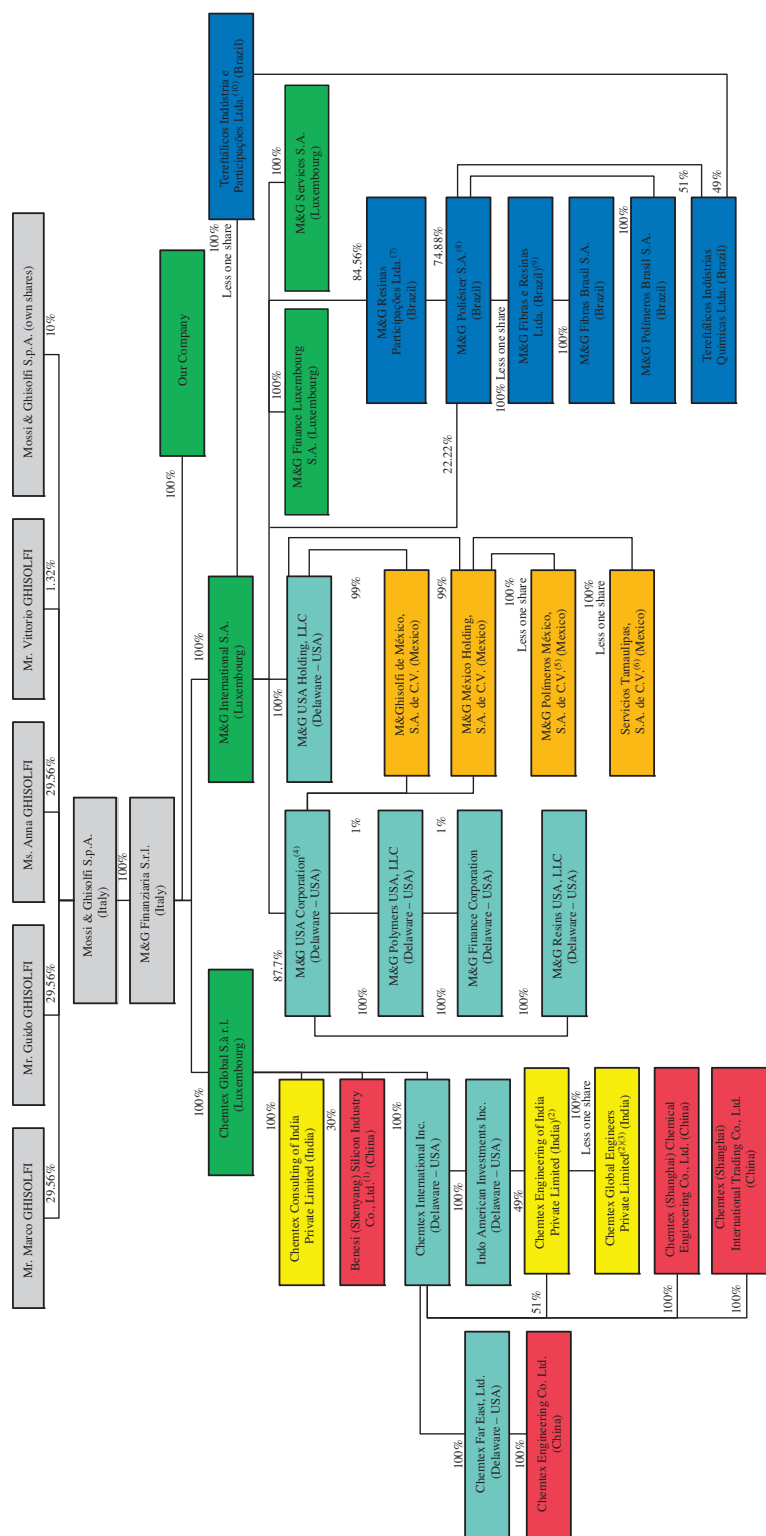 Mr. Marco GHISOLFI
Mr. Guido GHISOLFI
Ms. Anna GHISOLFI
Mr. Vittorio GHISOLFI
Mossi & Ghisolfi S.p.A. (own shares)
29.56%
29.56%
29.56%
1.32%
10%
Mossi & Ghisolfi S.p.A.
(Italy)
100%
M&G Finanziaria S.r.l.
(Italy)
100%
Our Company
100%
Chemtex Global S.à r.l.
(Luxembourg)
100%
M&G International S.A.
(Luxembourg)
100%
Less one share
Tereftálicos Indústria e
Participações Ltda.(10) (Brazil)
100%
Chemtex Consulting of India
Private Limited (India)
30%
Benesi (Shenyang) Silicon Industry
Co., Ltd.(1) (China)
100%
Chemtex International Inc.
(Delaware – USA)
100%
Indo American Investments Inc.
(Delaware – USA)
49%
51%
Chemtex Engineering of India
Private Limited (India)(2)
100%
Less one share
Chemtex Global Engineers
Private Limited(2)(3) (India)
100%
Chemtex (Shanghai) Chemical
Engineering Co., Ltd. (China)
100%
Chemtex (Shanghai)
International Trading Co., Ltd.
(China)
100%
Chemtex Far East, Ltd.
(Delaware – USA)
100%
Chemtex Engineering Co. Ltd.
(China)
87.7%
M&G USA Corporation(4)
(Delaware – USA)
100%
1%
M&G Polymers USA, LLC
(Delaware – USA)
100%
1%
M&G Finance Corporation
(Delaware – USA)
100%
M&G Resins USA, LLC
(Delaware – USA)
100%
M&G USA Holding, LLC
(Delaware – USA)
99%
M&Ghisolfi de México,
S.A. de C.V. (Mexico)
99%
M&G México Holding,
S.A. de C.V. (Mexico)
100%
Less one share
M&G Polímeros México,
S.A. de C.V.(5) (Mexico)
100%
Less one share
Servicios Tamaulipas,
S.A. de C.V.(6) (Mexico)
100%
M&G Finance Luxembourg
S.A. (Luxembourg)
100%
M&G Services S.A.
(Luxembourg)
84.56%
M&G Resinas
Participações Ltda.(7)
(Brazil)
22.22%
74.88%
M&G Poliéster S.A.(8)
(Brazil)
100% Less one share
M&G Fibras e Resinas
Ltda. (Brazil)(9)
100%
M&G Fibras Brasil S.A.
(Brazil)
100%
M&G Polímeros Brasil S.A.
(Brazil)
51%
49%
Tereftálicos Indústrias
Químicas Ltda. (Brazil)